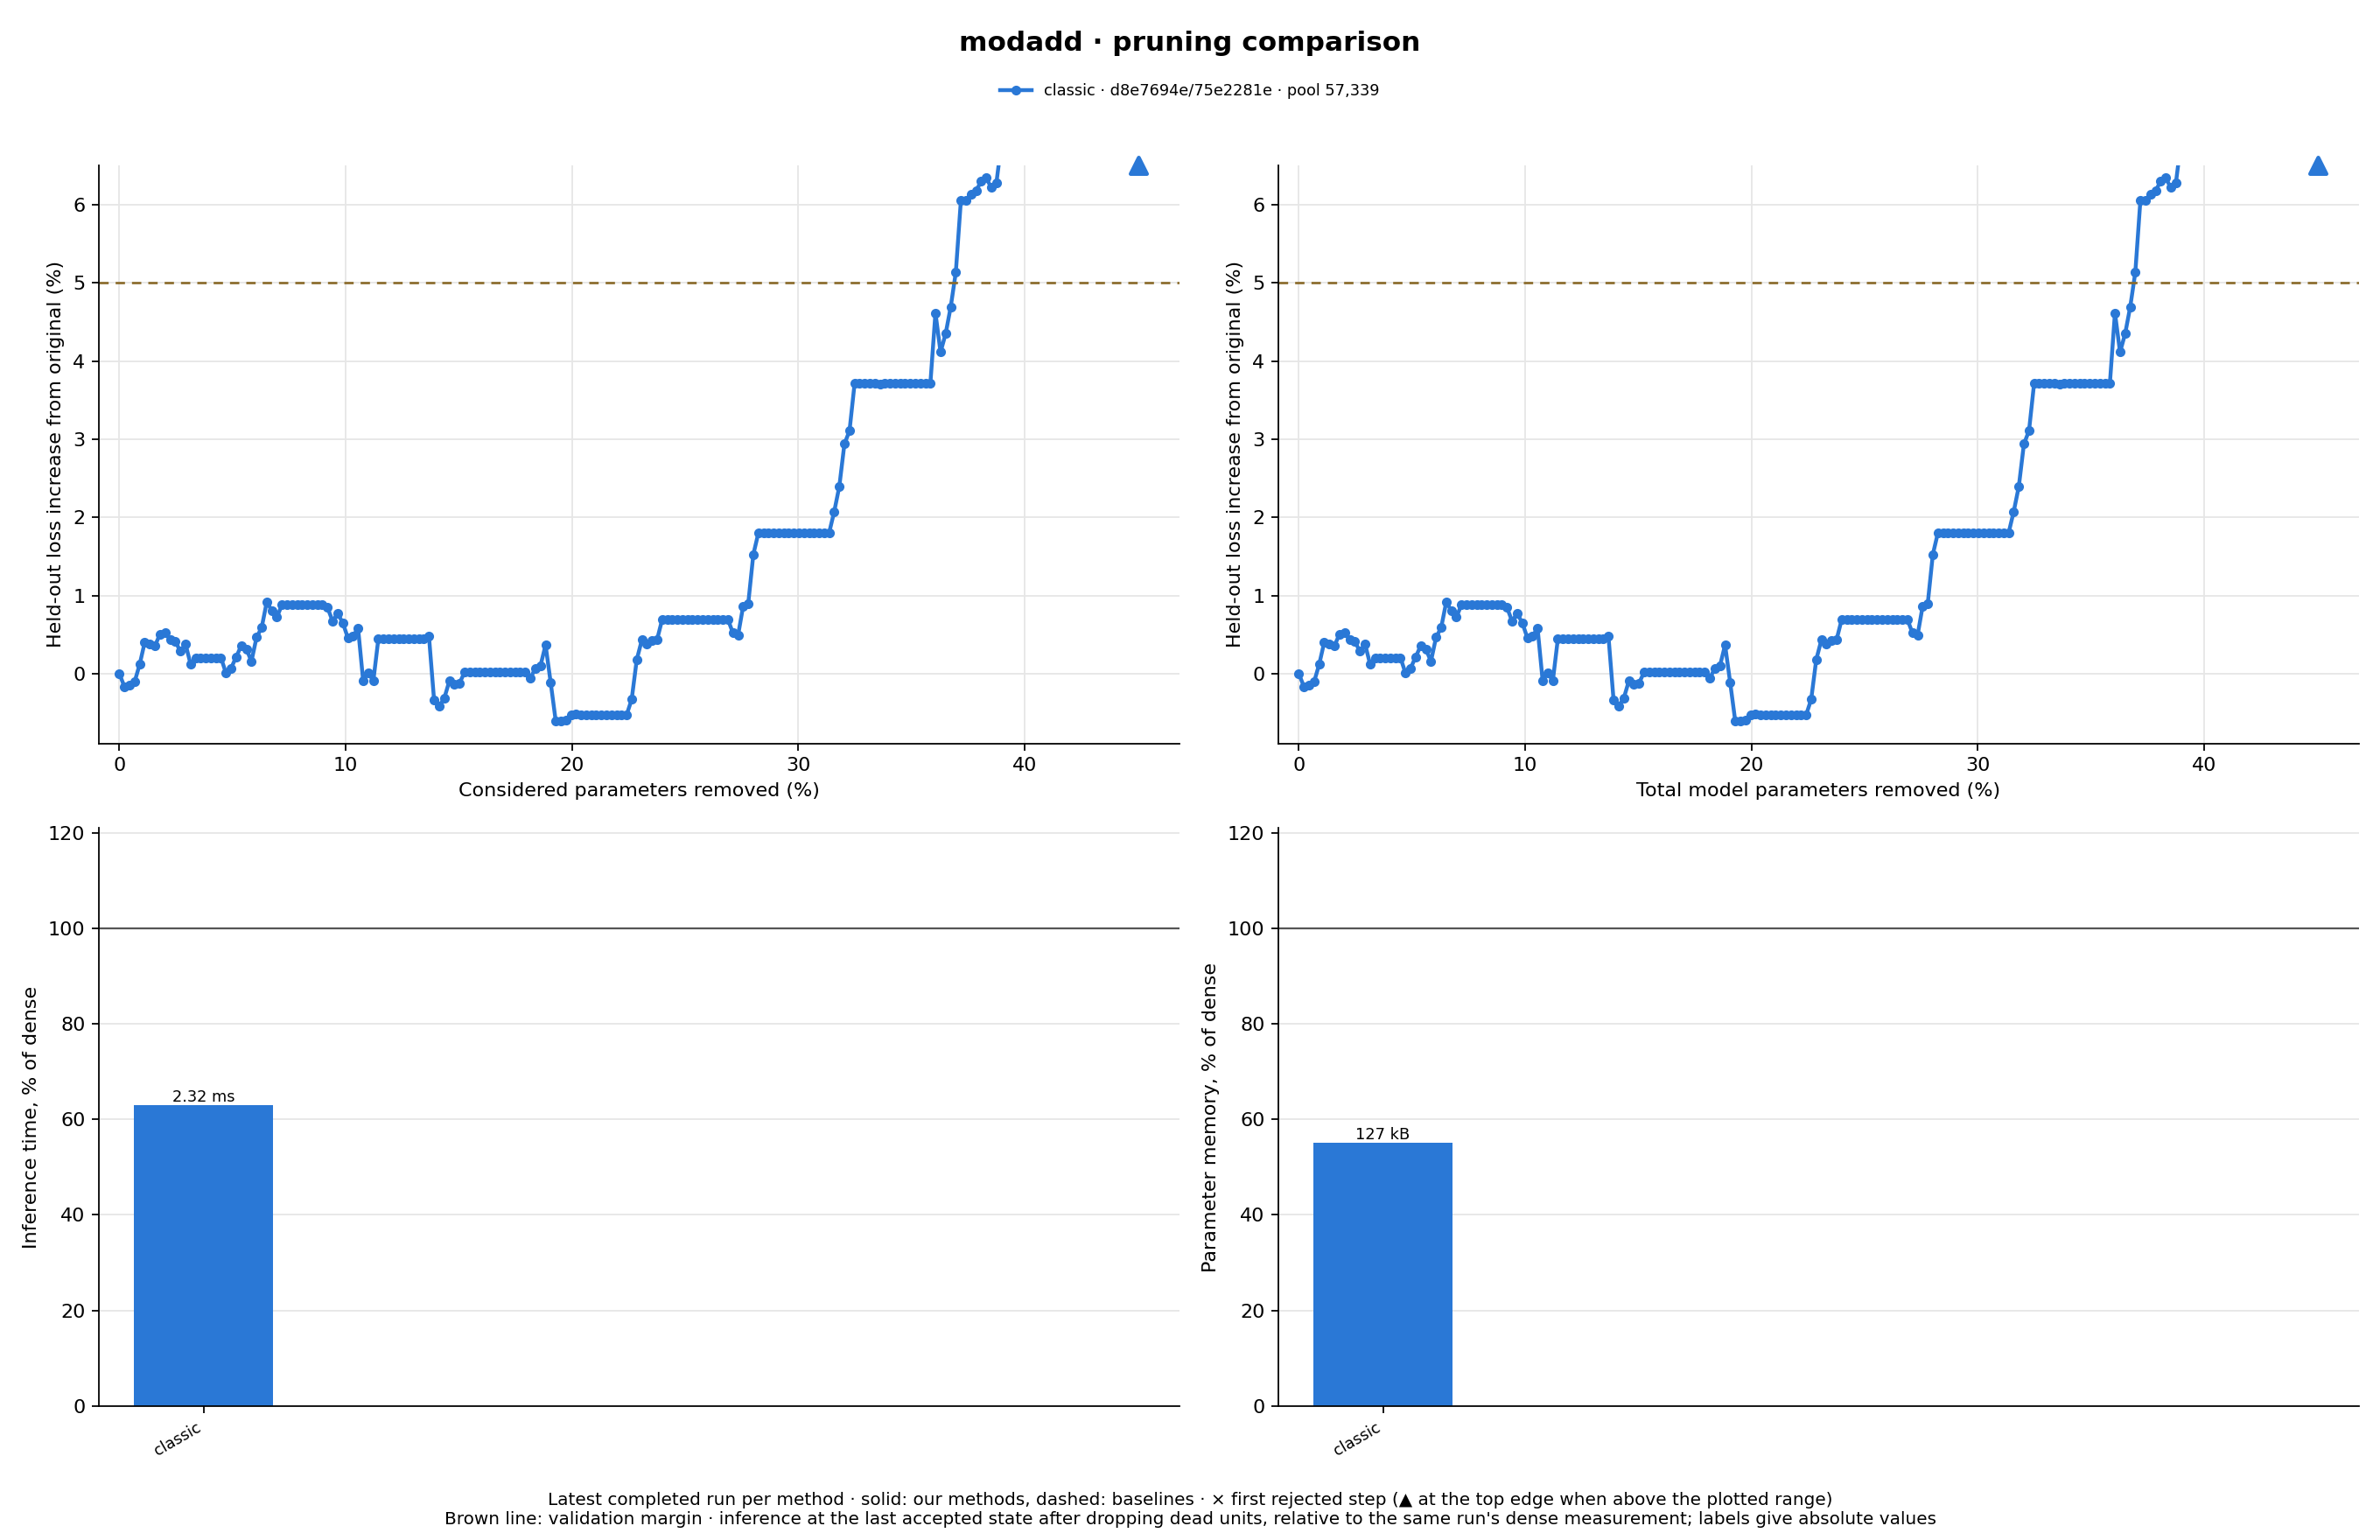 modadd · pruning comparison
classic · d8e7694e/75e2281e · pool 57,339
Held-out loss increase from original (%)
6
5
4
3
2
1
0
0 10 20 30 40
Considered parameters removed (%)
Held-out loss increase from original (%)
6
5
4
3
2
1
0
0 10 20 30 40
Total model parameters removed (%)
Inference time, % of dense
120
100
80
60
40
20
0
2.32 ms
classic
Parameter memory, % of dense
120
100
80
60
40
20
0
127 kB
classic
Latest completed run per method · solid: our methods, dashed: baselines · × first rejected step (▲ at the top edge when above the plotted range)
Brown line: validation margin · inference at the last accepted state after dropping dead units, relative to the same run's dense measurement; labels give absolute values